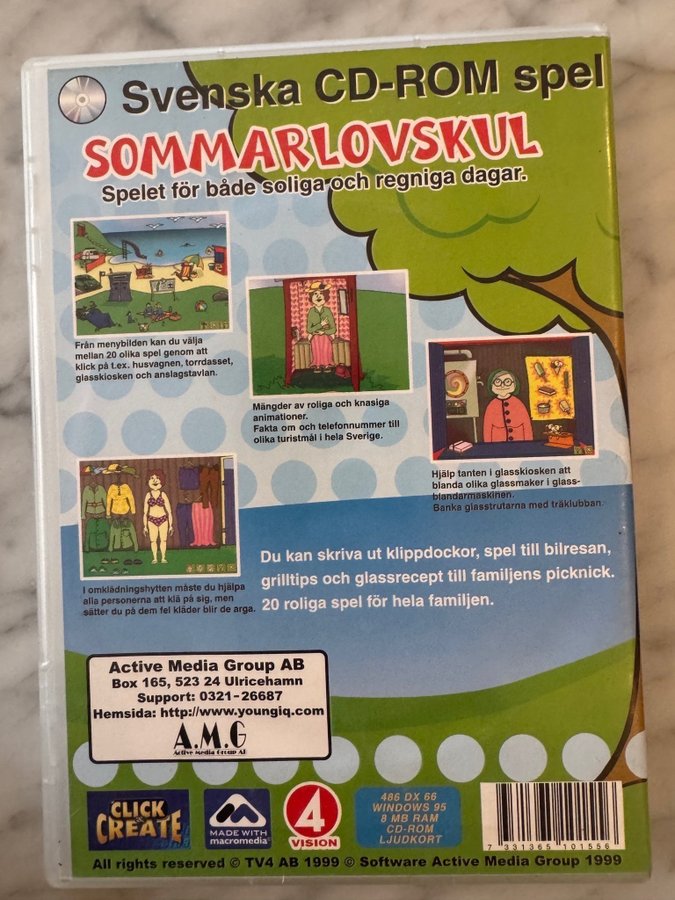 Svenska CD-ROM spel
SOMMARLOVSKUL
Spelet för både soliga och regniga dagar.
Från menybilden kan du välja
mellan 20 olika spel genom att
klick på t.ex. husvagnen, torrdasset,
glasskiosken och anslagstavlan.
Mängder av roliga och knasiga
animationer.
Fakta om och telefonnummer till
olika turistmål i hela Sverige.
Hjälp tanten i glasskiosken att
blanda olika glassmaker i glass-
blandarmaskinen.
Banka glasstrutarna med träklubban.
I omklädningshytten måste du hjälpa
alla personerna att klä på sig, men
sätter du på dem fel kläder blir de arga.
Du kan skriva ut klippdockor, spel till bilresan,
grilltips och glassrecept till familjens picknick.
20 roliga spel för hela familjen.
Active Media Group AB
Box 165, 523 24 Ulricehamn
Support: 0321-26687
Hemsida: http://www.youngiq.com
A.M.G
Active Media Group AB
CLICK
CREATE
MADE WITH
macromedia
4
VISION
486 DX 66
WINDOWS 95
8 MB RAM
CD-ROM
LJUDKORT
7 331365 101556
All rights reserved © TV4 AB 1999 © Software Active Media Group 1999